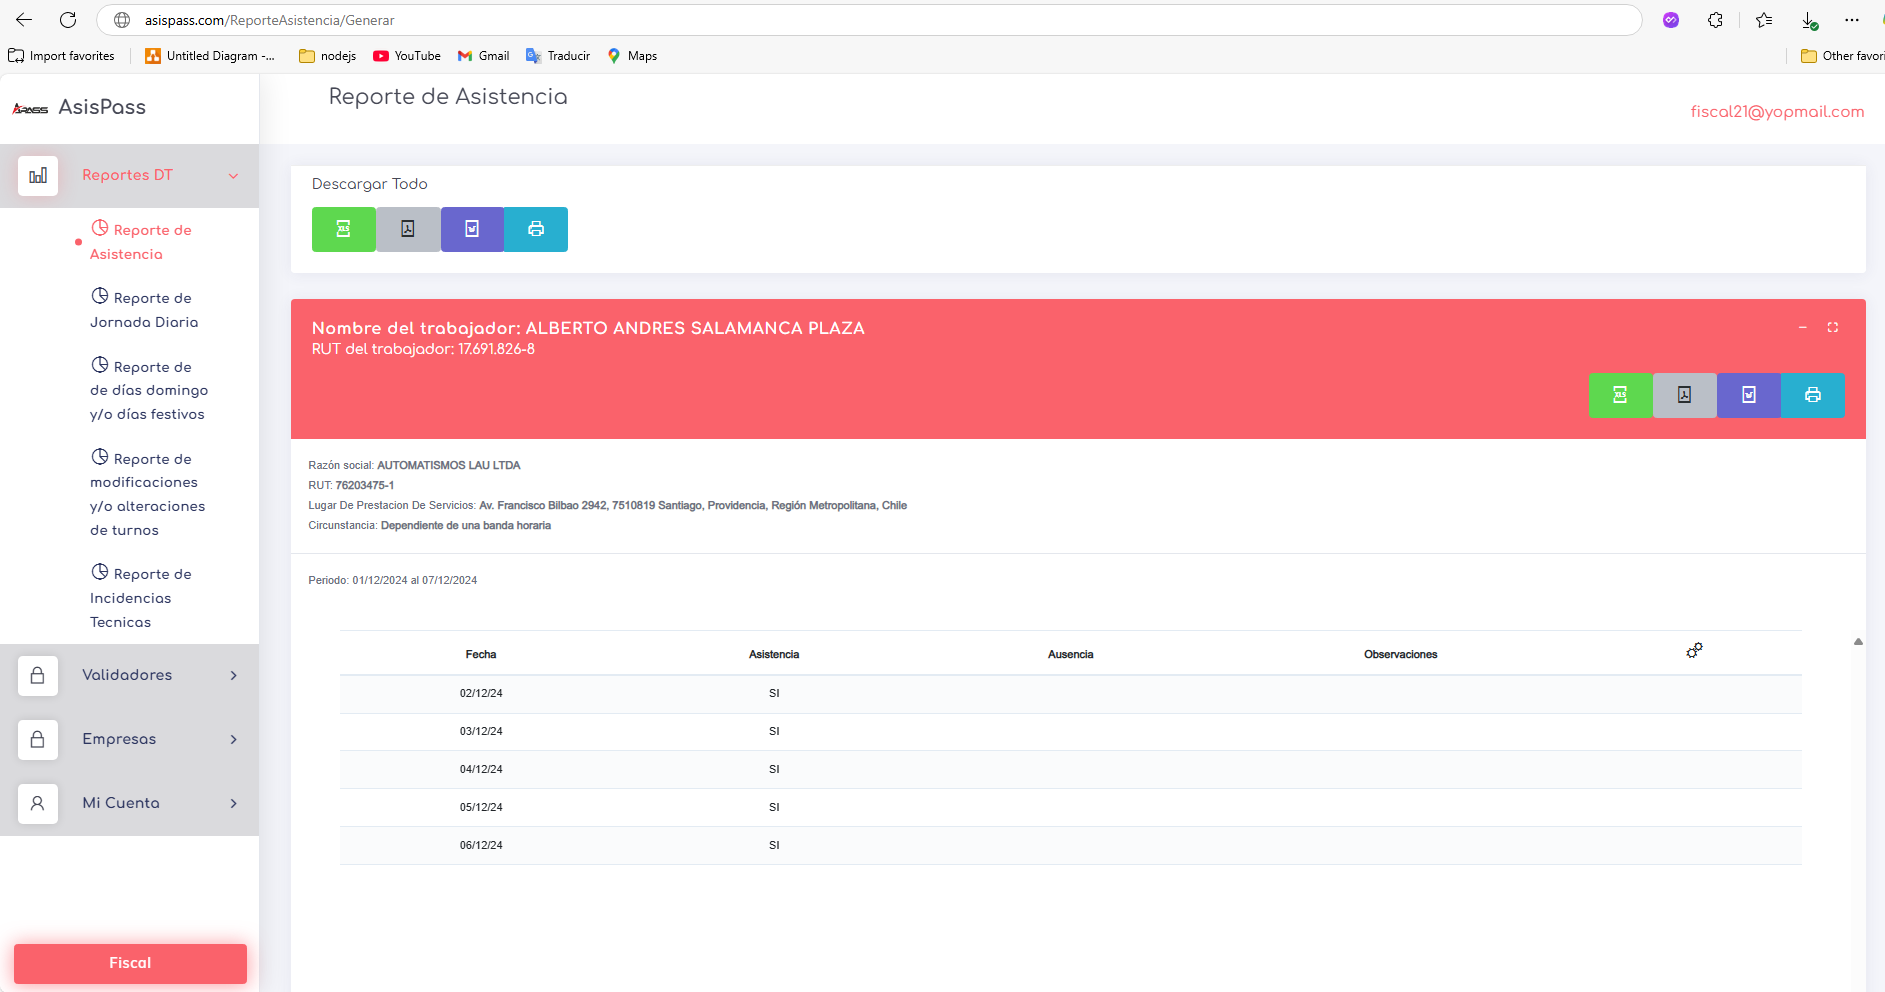 asispass.com/ReporteAsistencia/Generar
Import favorites
Untitled Diagram -...
nodejs
YouTube
Gmail
Traducir
Maps
Other favori
AsisPass
Reporte de Asistencia
fiscal21@yopmail.com
Reportes DT
Reporte de
Asistencia
Reporte de
Jornada Diaria
Reporte de
de días domingo
y/o días festivos
Reporte de
modificaciones
y/o alteraciones
de turnos
Reporte de
Incidencias
Tecnicas
Validadores
Empresas
Mi Cuenta
Fiscal
Descargar Todo
XLS
Nombre del trabajador: ALBERTO ANDRES SALAMANCA PLAZA
RUT del trabajador: 17.691.826-8
XLS
Razón social: AUTOMATISMOS LAU LTDA
RUT: 76203475-1
Lugar De Prestacion De Servicios: Av. Francisco Bilbao 2942, 7510819 Santiago, Providencia, Región Metropolitana, Chile
Circunstancia: Dependiente de una banda horaria
Periodo: 01/12/2024 al 07/12/2024
Fecha Asistencia Ausencia Observaciones
02/12/24 SI
03/12/24 SI
04/12/24 SI
05/12/24 SI
06/12/24 SI